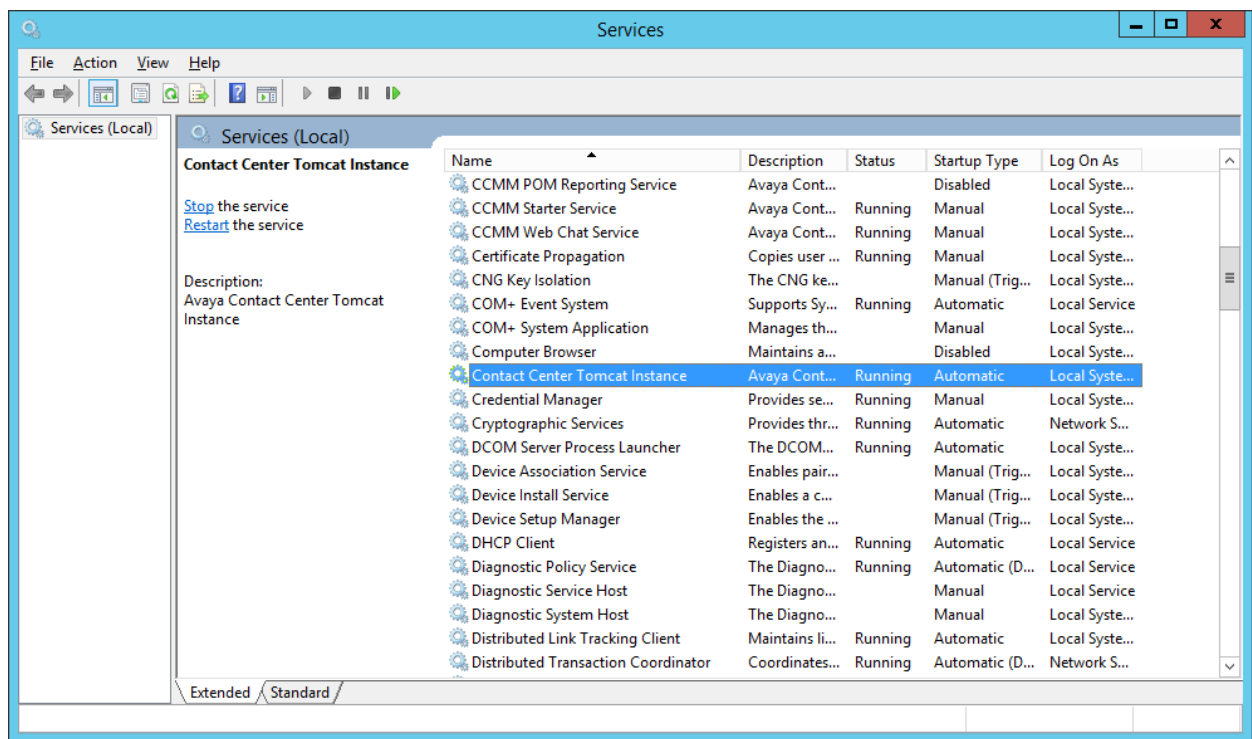 Services
File Action View Help
Services (Local)
Services (Local)
Contact Center Tomcat Instance
Stop the service
Restart the service
Description:
Avaya Contact Center Tomcat
Instance
Name Description Status Startup Type Log On As
CCMM POM Reporting Service Avaya Cont... Disabled Local Syste...
CCMM Starter Service Avaya Cont... Running Manual Local Syste...
CCMM Web Chat Service Avaya Cont... Running Manual Local Syste...
Certificate Propagation Copies user ... Running Manual Local Syste...
CNG Key Isolation The CNG ke... Manual (Trig... Local Syste...
COM+ Event System Supports Sy... Running Automatic Local Service
COM+ System Application Manages th... Manual Local Syste...
Computer Browser Maintains a... Disabled Local Syste...
Contact Center Tomcat Instance Avaya Cont... Running Automatic Local Syste...
Credential Manager Provides se... Running Manual Local Syste...
Cryptographic Services Provides thr... Running Automatic Network S...
DCOM Server Process Launcher The DCOM... Running Automatic Local Syste...
Device Association Service Enables pair... Manual (Trig... Local Syste...
Device Install Service Enables a c... Manual (Trig... Local Syste...
Device Setup Manager Enables the ... Manual (Trig... Local Syste...
DHCP Client Registers an... Running Automatic Local Service
Diagnostic Policy Service The Diagno... Running Automatic (D... Local Service
Diagnostic Service Host The Diagno... Manual Local Service
Diagnostic System Host The Diagno... Manual Local Syste...
Distributed Link Tracking Client Maintains li... Running Automatic Local Syste...
Distributed Transaction Coordinator Coordinates... Running Automatic (D... Network S...
Extended Standard